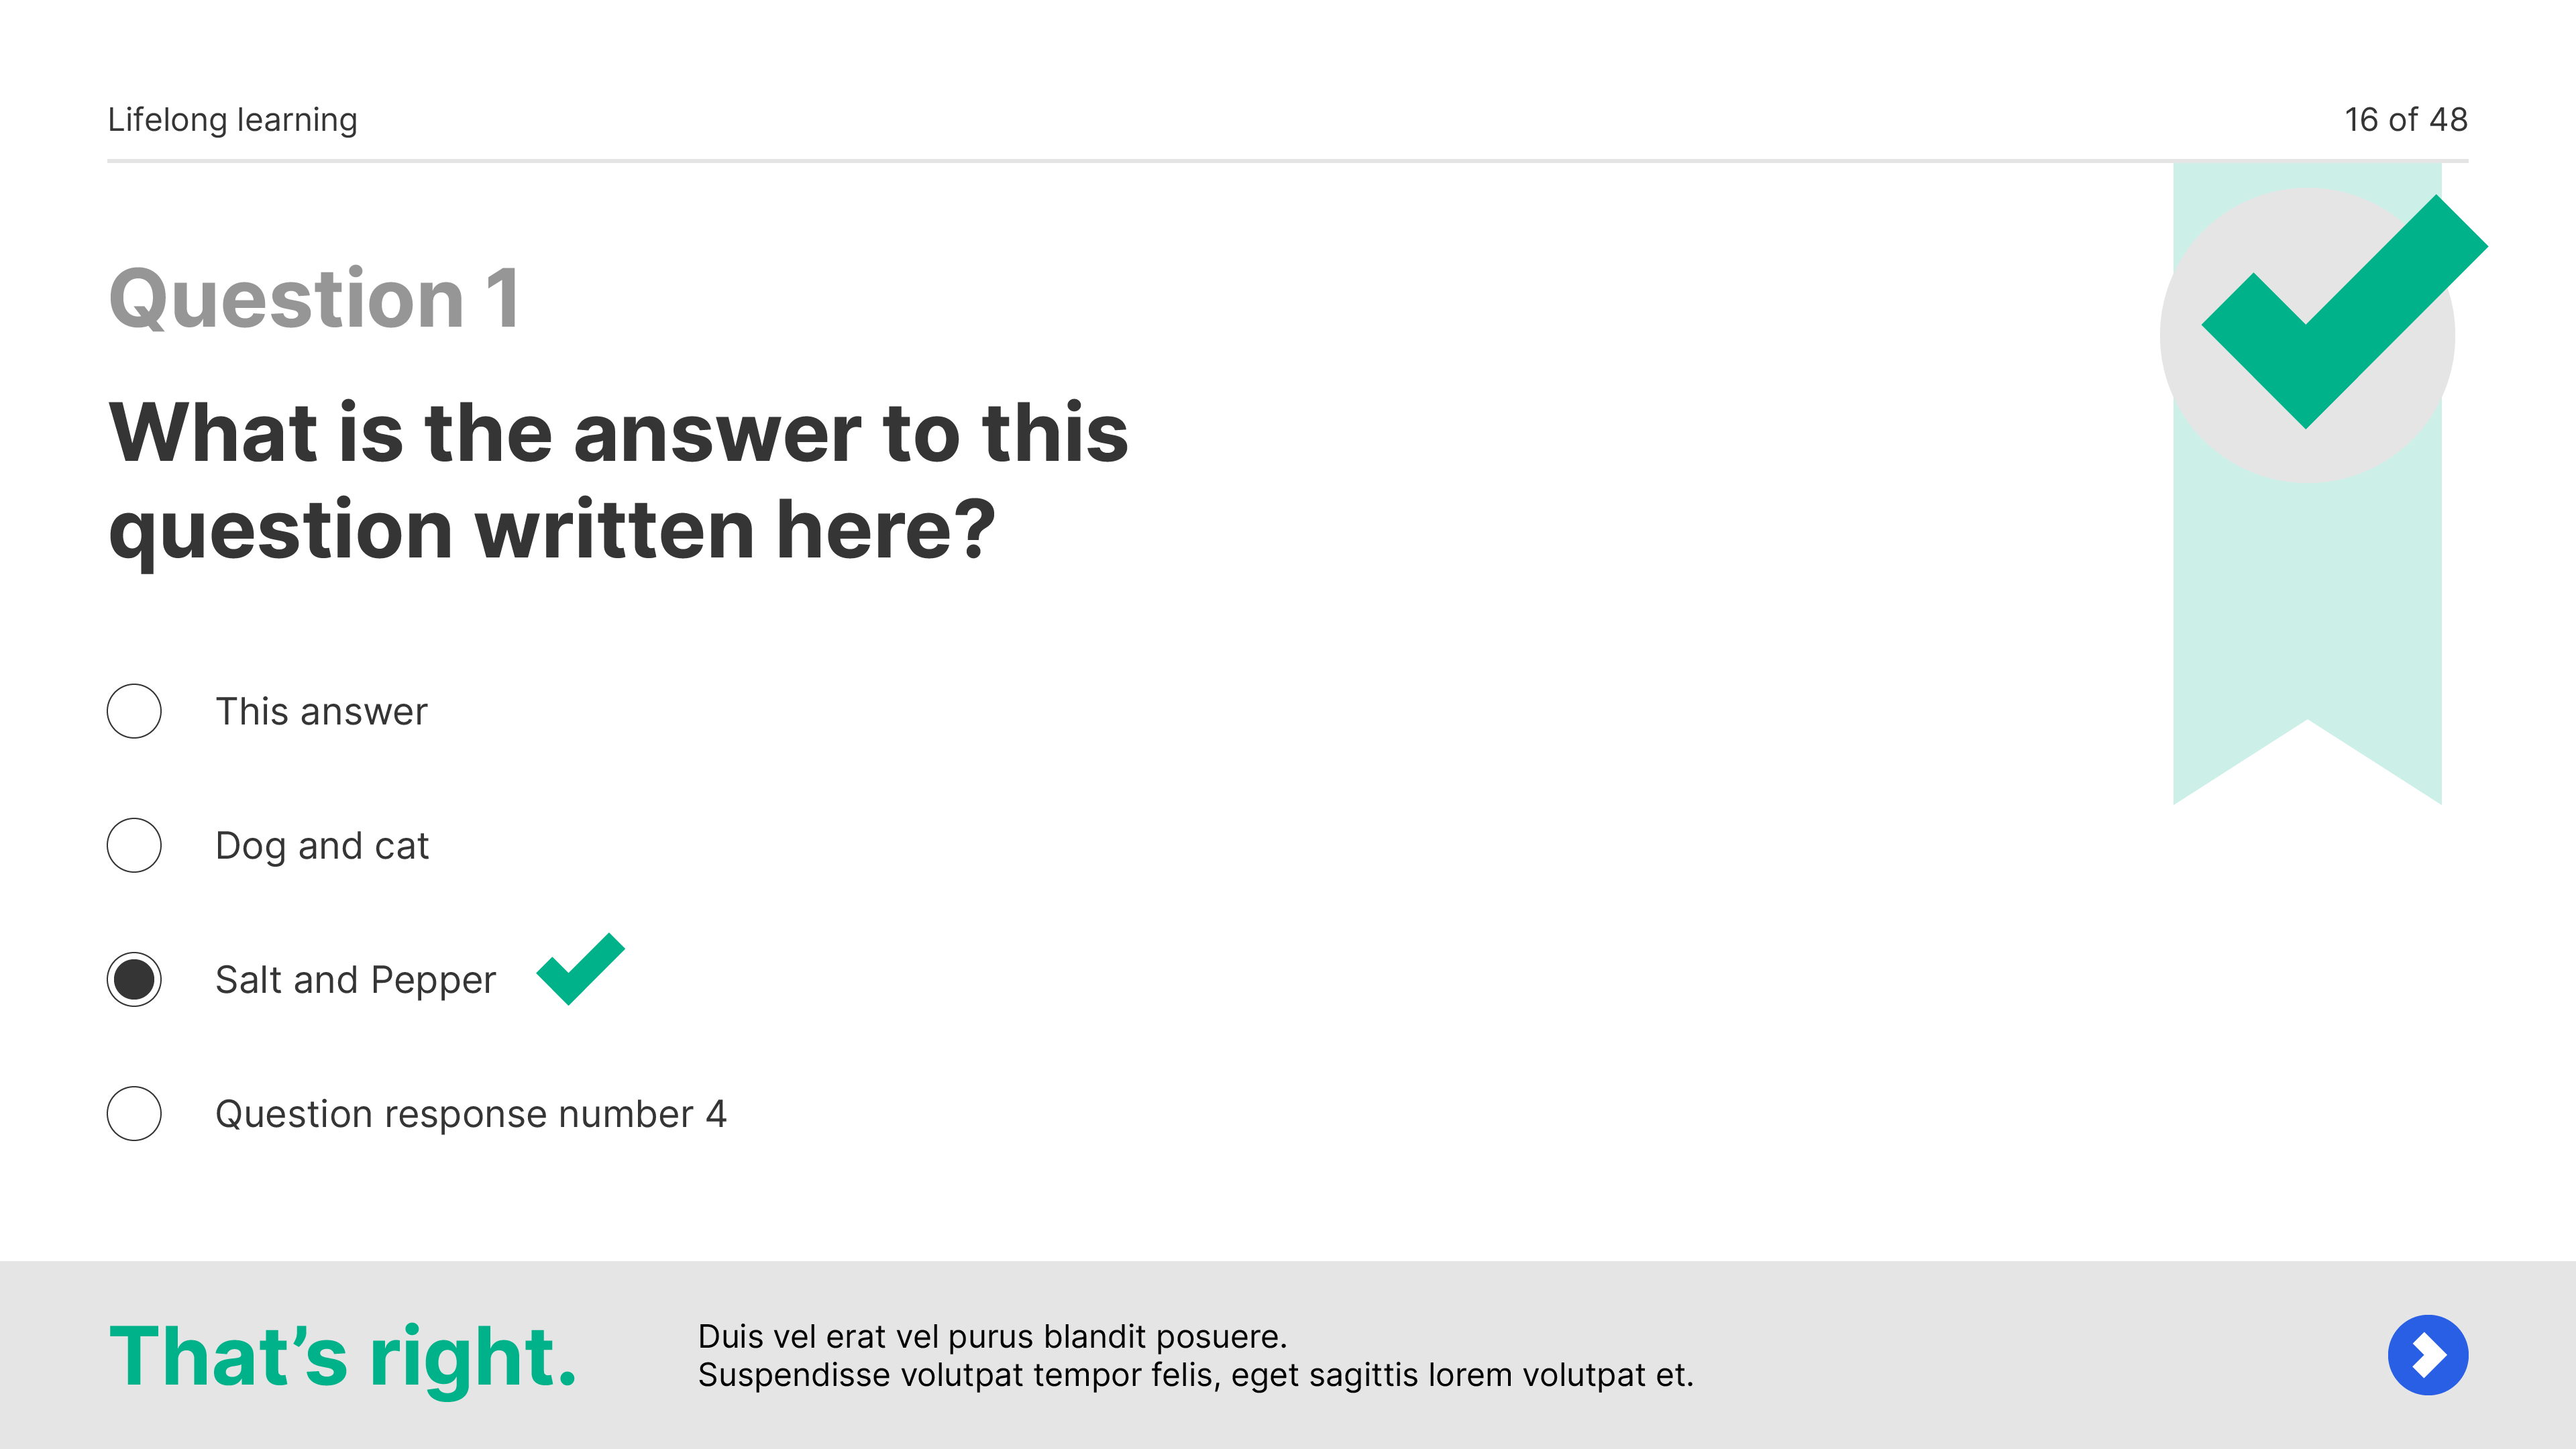 Lifelong learning
16 of 48
Question 1
What is the answer to this
question written here?
This answer
Dog and cat
Salt and Pepper
Question response number 4
That’s right.
Duis vel erat vel purus blandit posuere.
Suspendisse volutpat tempor felis, eget sagittis lorem volutpat et.